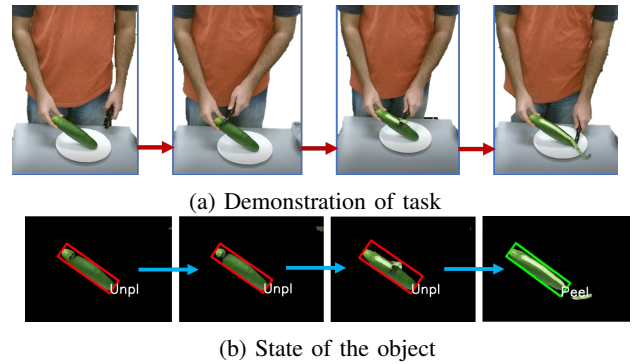 (a) Demonstration of task
Unpl
Unpl
Unpl
Peel
(b) State of the object